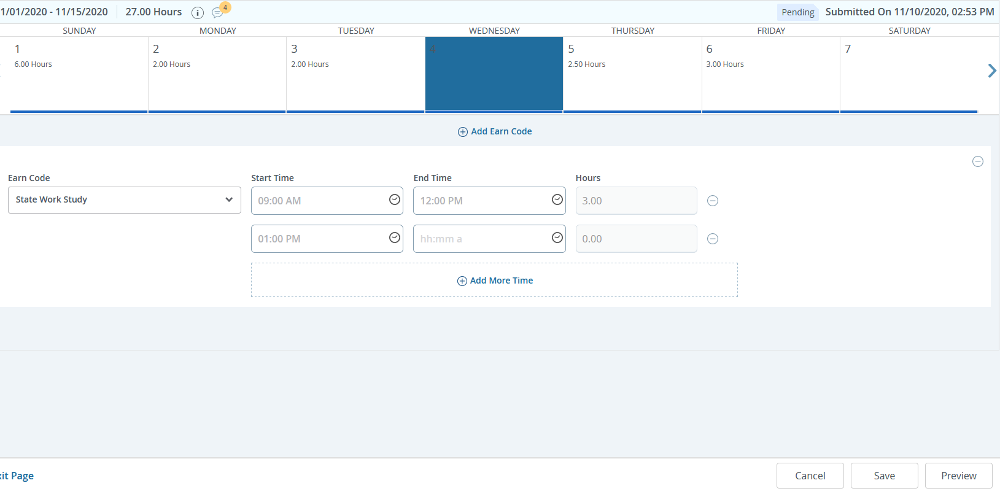 1/01/2020 - 11/15/2020 27.00 Hours 4 Pending Submitted On 11/10/2020, 02:53 PM
SUNDAY MONDAY TUESDAY WEDNESDAY THURSDAY FRIDAY SATURDAY
1 2 3 4 5 6 7
6.00 Hours 2.00 Hours 2.00 Hours 2.50 Hours 3.00 Hours
Add Earn Code
Earn Code Start Time End Time Hours
State Work Study 09:00 AM 12:00 PM 3.00
01:00 PM hh:mm a 0.00
Add More Time
xit Page Cancel Save Preview